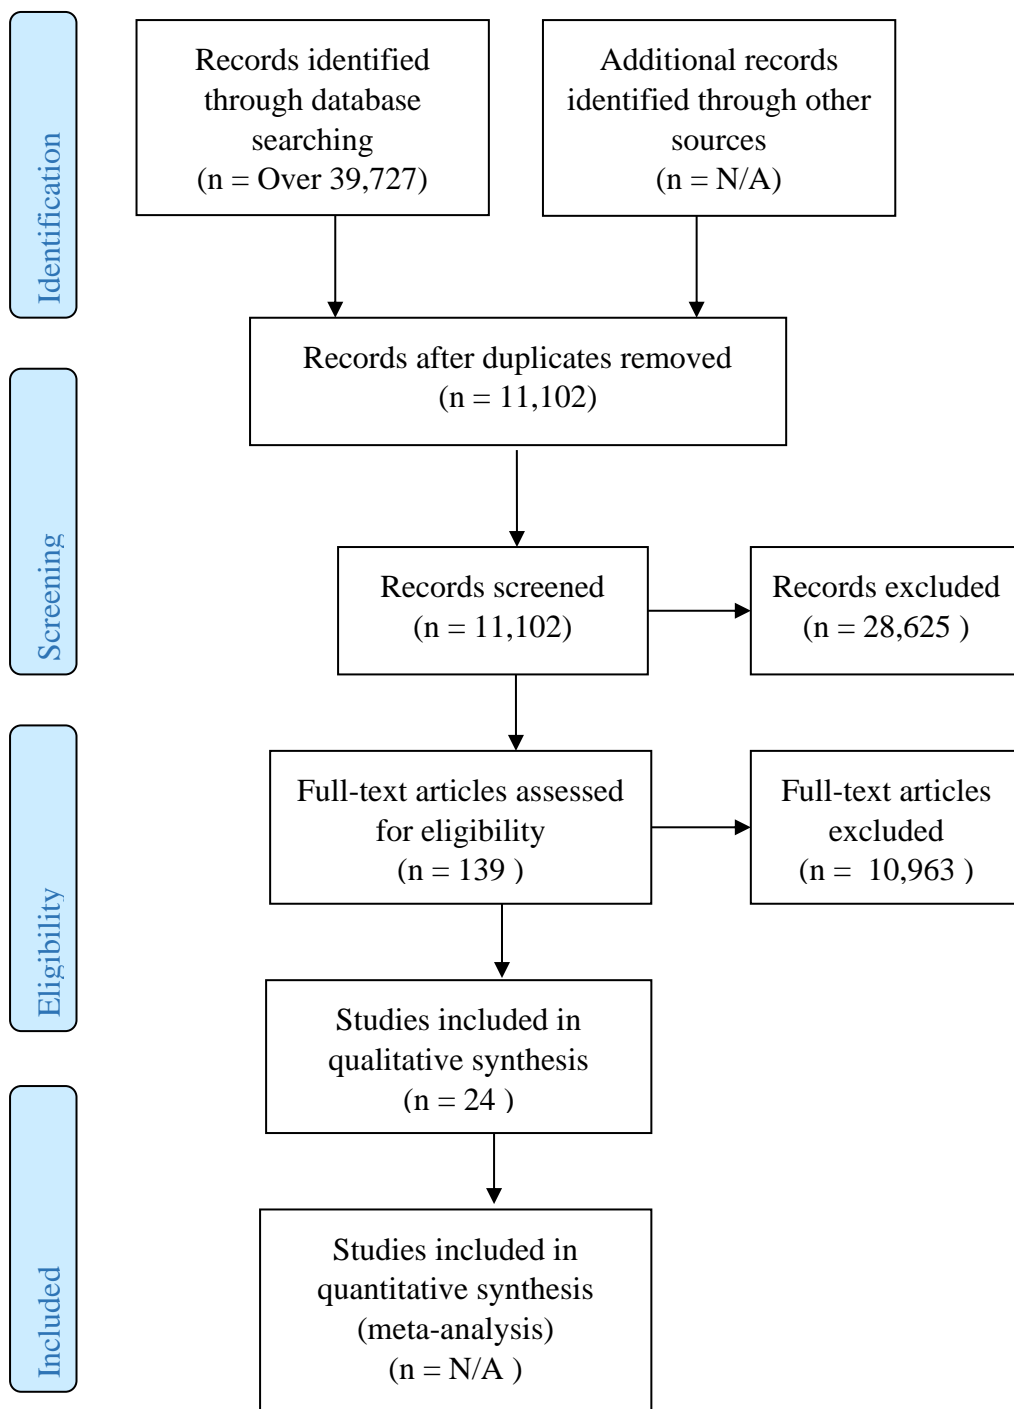 Identification
Records identified
through database
searching
(n = Over 39,727)
Additional records
identified through other
sources
(n = N/A)
Records after duplicates removed
(n = 11,102)
Screening
Records screened
(n = 11,102)
Records excluded
(n = 28,625 )
Eligibility
Full-text articles assessed
for eligibility
(n = 139 )
Full-text articles
excluded
(n =  10,963 )
Studies included in
qualitative synthesis
(n = 24 )
Included
Studies included in
quantitative synthesis
(meta-analysis)
(n = N/A )